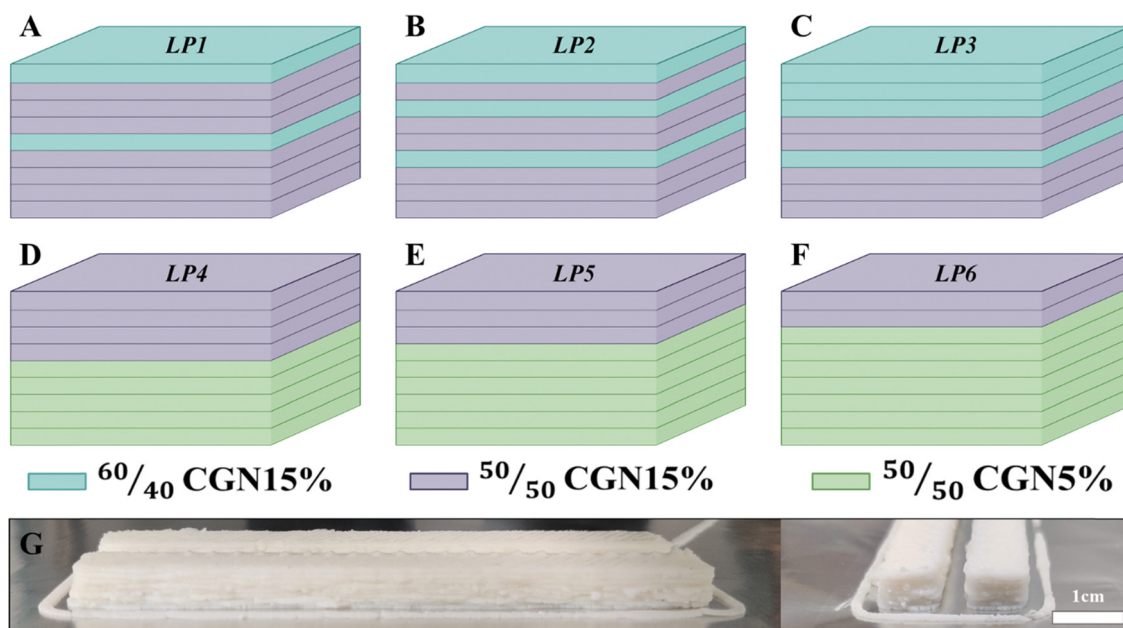 A
LP1
B
LP2
C
LP3
D
LP4
E
LP5
F
LP6
60/40 CGN15%
50/50 CGN15%
50/50 CGN5%
G
1cm